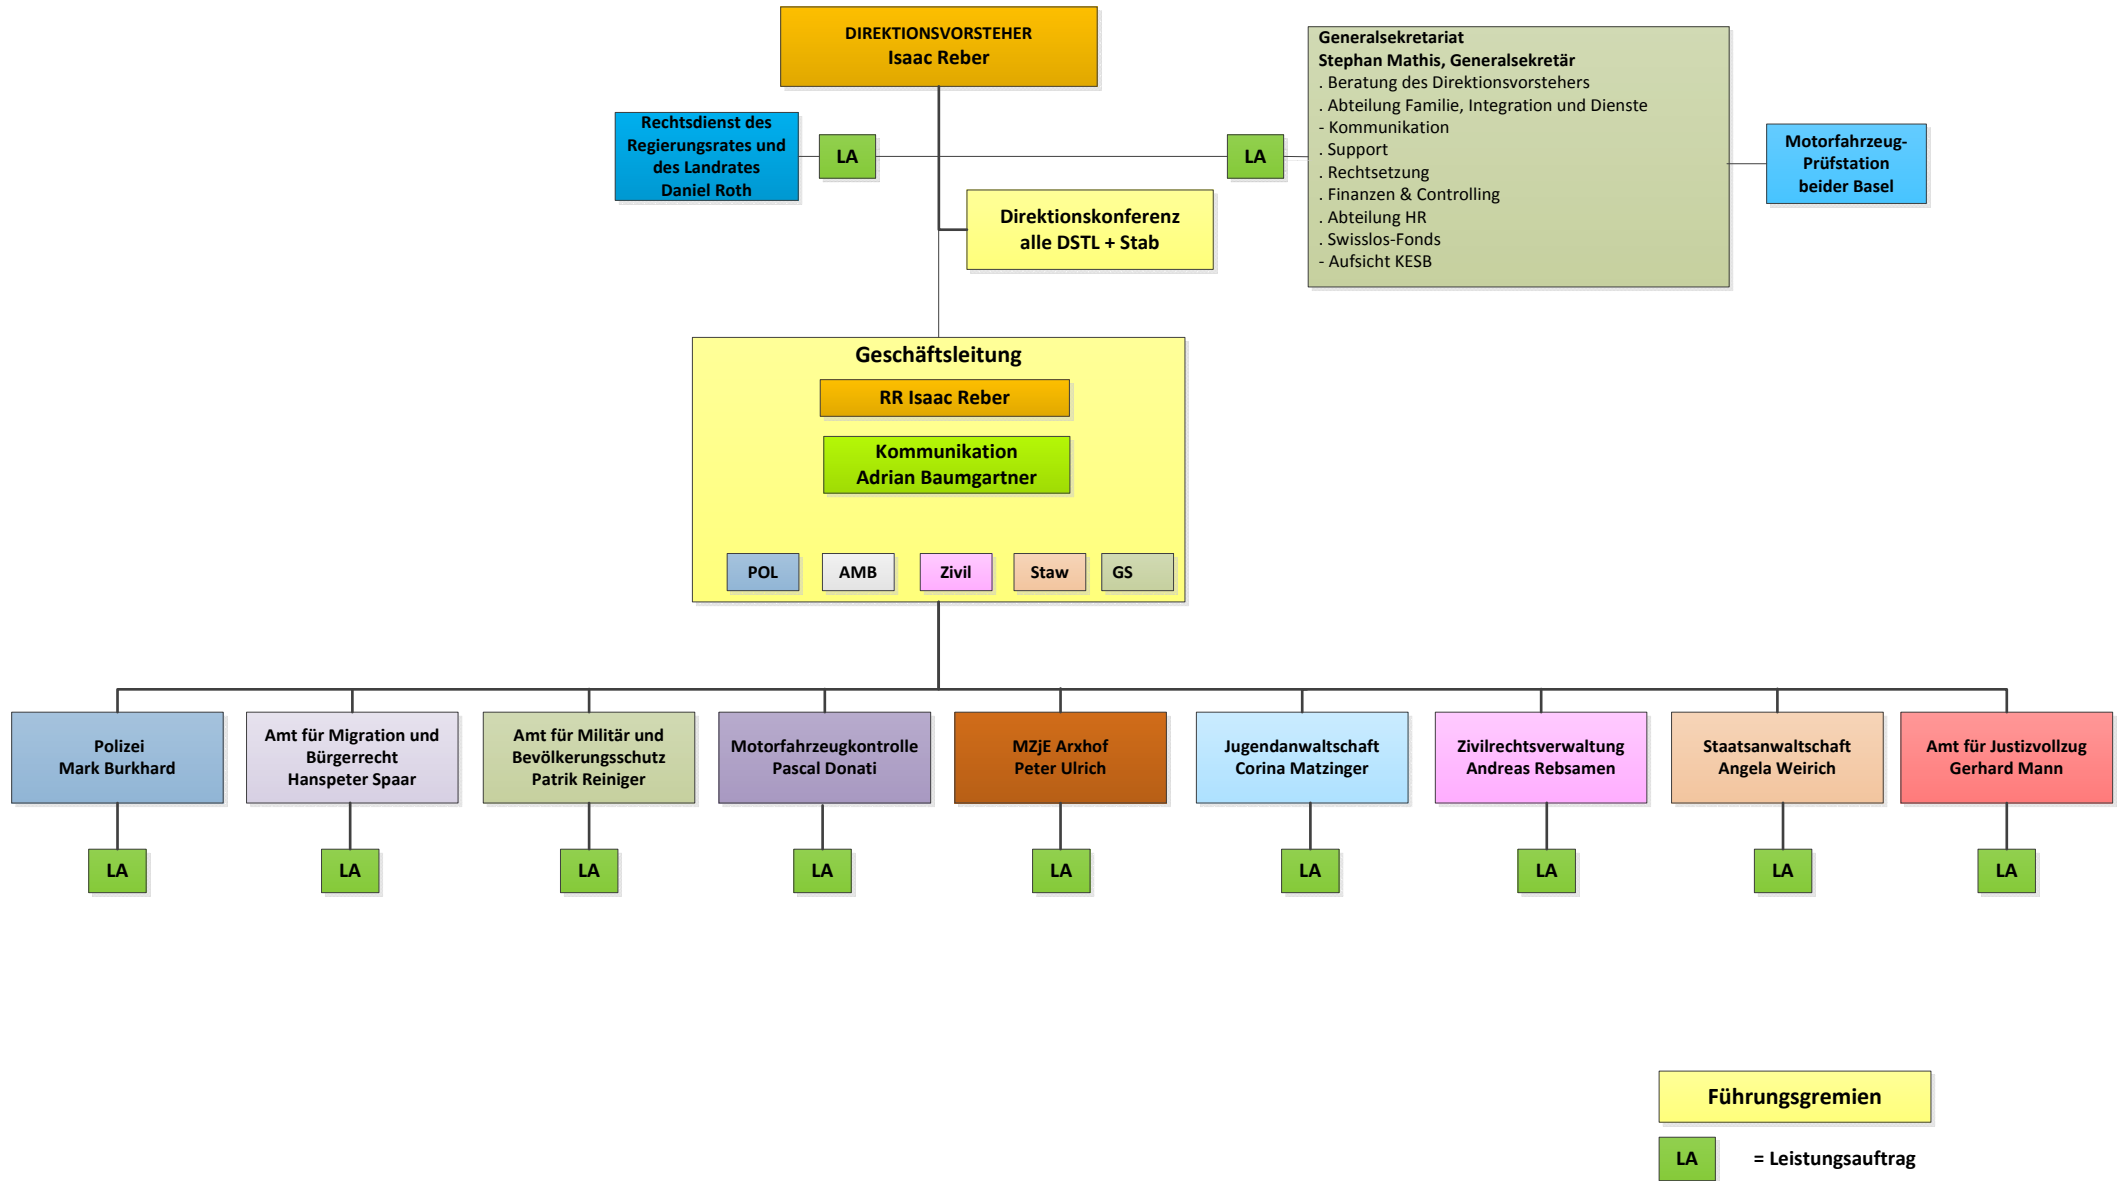 DIREKTIONSVORSTEHER
Isaac Reber
Generalsekretariat
Stephan Mathis, Generalsekretär
. Beratung des Direktionsvorstehers
. Abteilung Familie, Integration und Dienste
- Kommunikation
. Support
. Rechtsetzung
. Finanzen & Controlling
. Abteilung HR
. Swisslos-Fonds
- Aufsicht KESB
Rechtsdienst des
Regierungsrates und
des Landrates
Daniel Roth
LA
LA
Motorfahrzeug-
Prüfstation
beider Basel
Direktionskonferenz
alle DSTL + Stab
Geschäftsleitung
RR Isaac Reber
Kommunikation
Adrian Baumgartner
POL
AMB
Zivil
Staw
GS
Polizei
Mark Burkhard
Amt für Migration und
Bürgerrecht
Hanspeter Spaar
Amt für Militär und
Bevölkerungsschutz
Patrik Reiniger
Motorfahrzeugkontrolle
Pascal Donati
MZjE Arxhof
Peter Ulrich
Jugendanwaltschaft
Corina Matzinger
Zivilrechtsverwaltung
Andreas Rebsamen
Staatsanwaltschaft
Angela Weirich
Amt für Justizvollzug
Gerhard Mann
LA
LA
LA
LA
LA
LA
LA
LA
LA
Führungsgremien
LA
= Leistungsauftrag